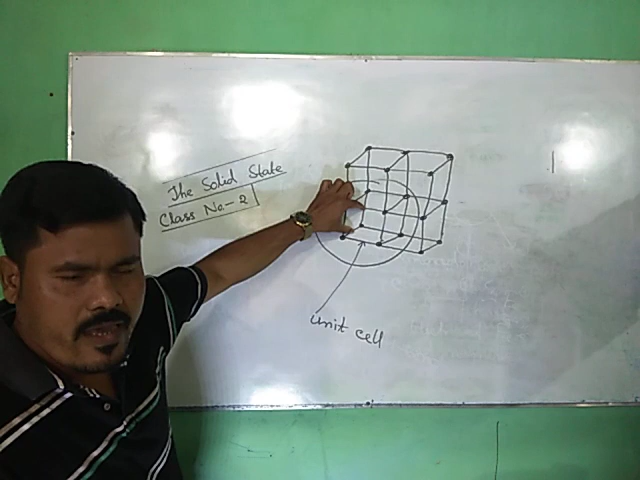 The Solid State
Class No.- 2
unit cell